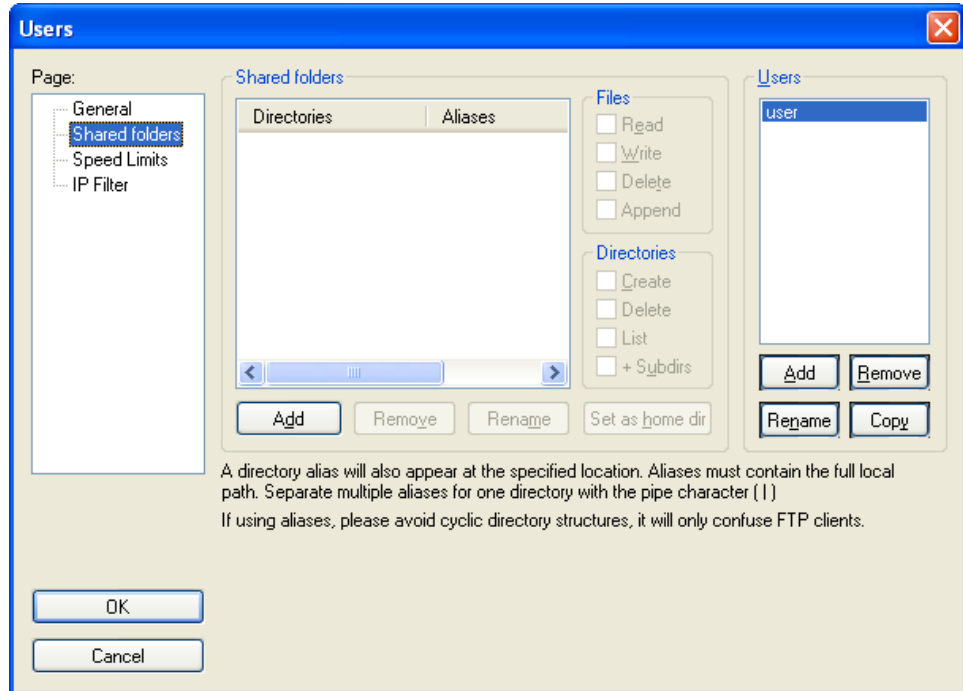 Users
Page:
General
Shared folders
Speed Limits
IP Filter
Shared folders
Directories Aliases
Files
Read
Write
Delete
Append
Directories
Create
Delete
List
+ Subdirs
Add Remove Rename Set as home dir
Users
user
Add Remove
Rename Copy
A directory alias will also appear at the specified location. Aliases must contain the full local
path. Separate multiple aliases for one directory with the pipe character ( | )
If using aliases, please avoid cyclic directory structures, it will only confuse FTP clients.
OK
Cancel